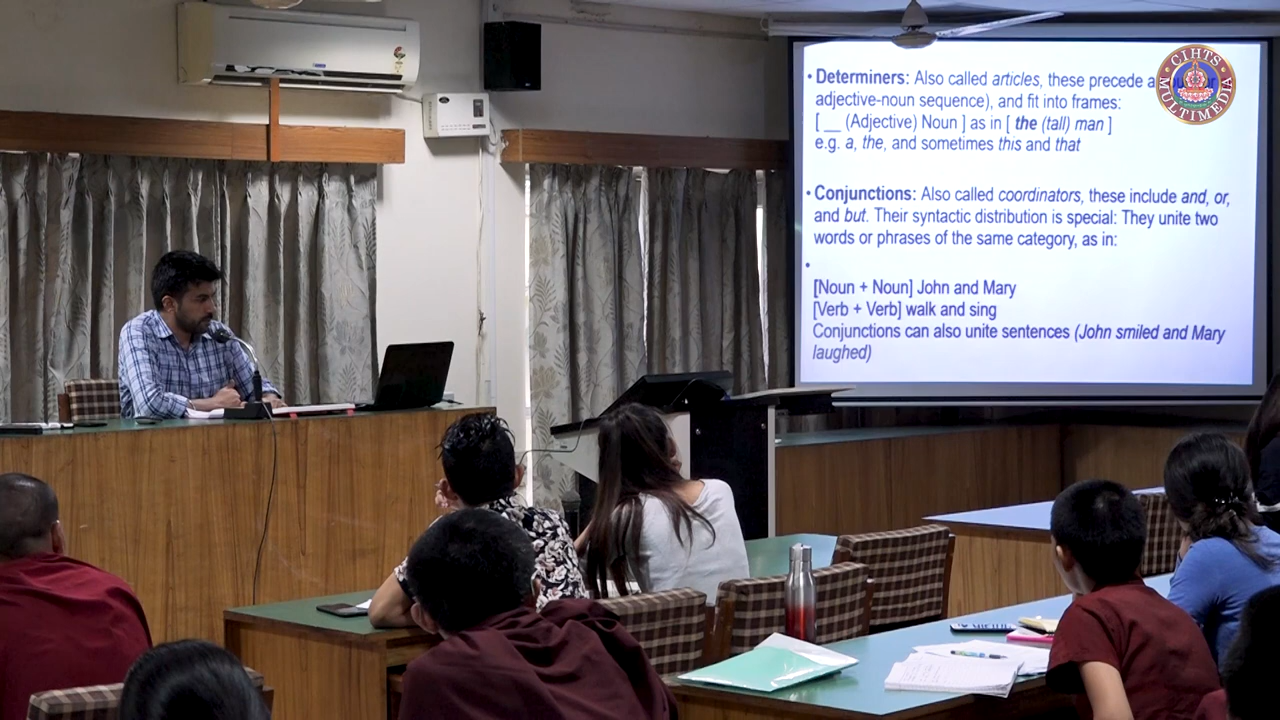 • Determiners: Also called articles, these precede a
adjective-noun sequence), and fit into frames:
[ __ (Adjective) Noun ] as in [ the (tall) man ]
e.g. a, the, and sometimes this and that
• Conjunctions: Also called coordinators, these include and, or,
and but. Their syntactic distribution is special: They unite two
words or phrases of the same category, as in:
•
[Noun + Noun] John and Mary
[Verb + Verb] walk and sing
Conjunctions can also unite sentences (John smiled and Mary
laughed)
CIHTS
MULTIMEDIA